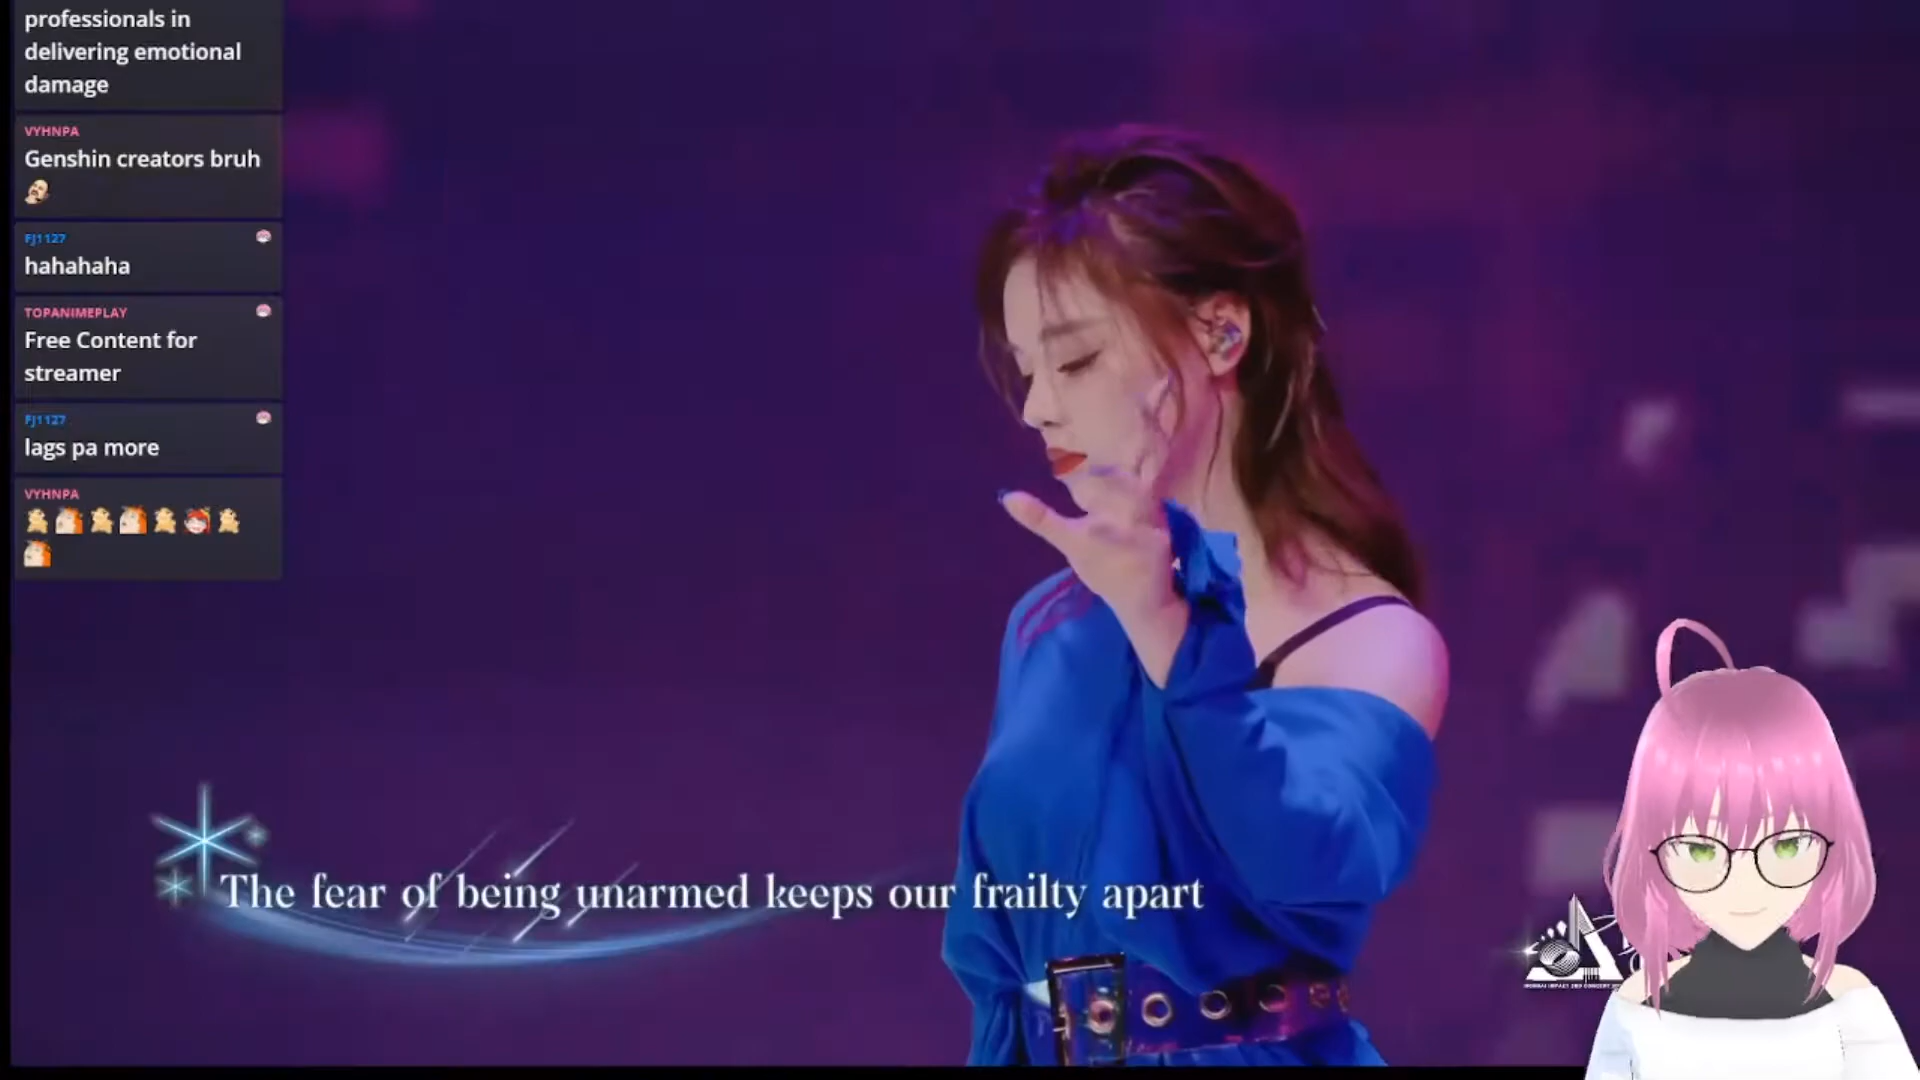 professionals in
delivering emotional
damage
VYHNPA
Genshin creators bruh
FJ1127
hahahaha
TOPANIMEPLAY
Free Content for
streamer
FJ1127
lags pa more
VYHNPA
The fear of being unarmed keeps our frailty apart